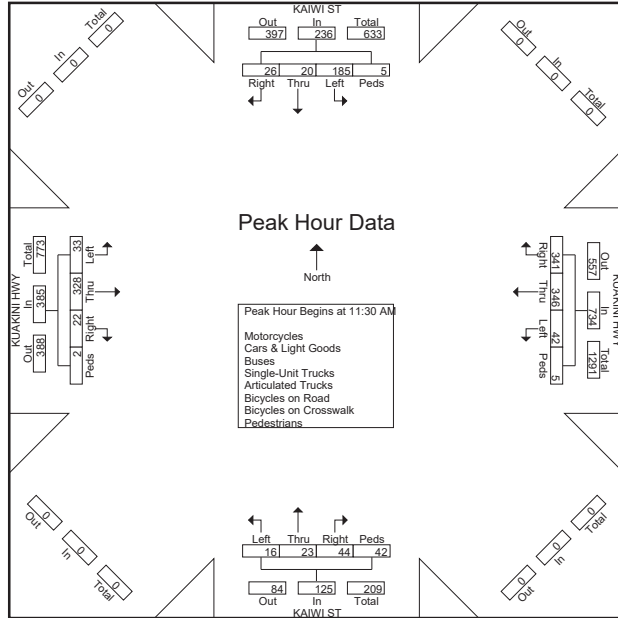 KAIWI ST
Out In Total
397 236 633
26 20 185 5
Right Thru Left Peds
Total 0
In 0
Out 0
Out 0
In 0
Total 0
Peak Hour Data
North
KUAKINI HWY
Total In Out
773 385 388
33 328 22 2
Left Thru Right Peds
Right Thru Left Peds
341 346 42 5
Out In Total
557 734 1291
KUAKINI HWY
Peak Hour Begins at 11:30 AM
Motorcycles
Cars & Light Goods
Buses
Single-Unit Trucks
Articulated Trucks
Bicycles on Road
Bicycles on Crosswalk
Pedestrians
Out 0
In 0
Total 0
Total 0
In 0
Out 0
Left Thru Right Peds
16 23 44 42
84 125 209
Out In Total
KAIWI ST